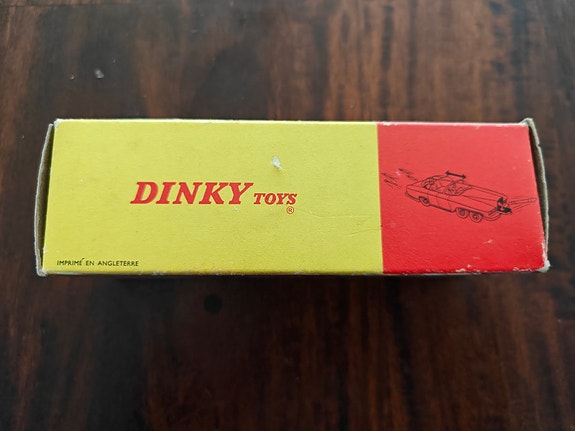 DINKY TOYS
®
IMPRIMÉ EN ANGLETERRE